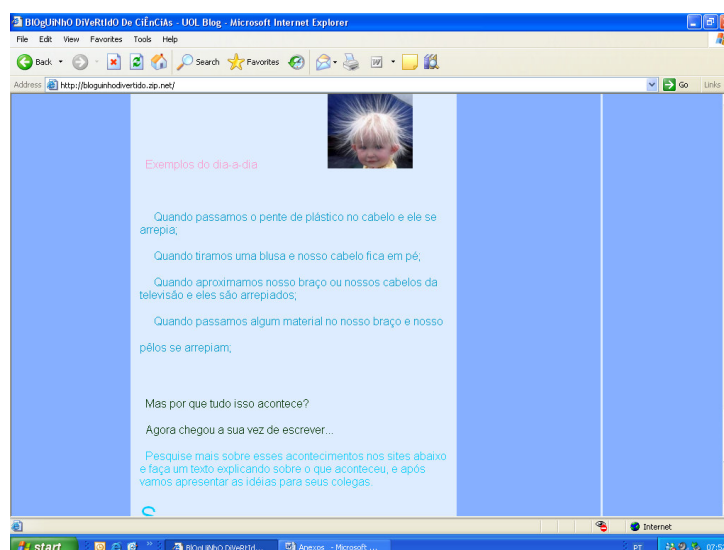 BlOgUiNhO DiVeRtIdO De CiÊnCiAs - UOL Blog - Microsoft Internet Explorer
File Edit View Favorites Tools Help
Back Search Favorites
Address http://bloguinhodivertido.zip.net/ Go Links
Exemplos do dia-a-dia
Quando passamos o pente de plástico no cabelo e ele se
arrepia;
Quando tiramos uma blusa e nosso cabelo fica em pé;
Quando aproximamos nosso braço ou nossos cabelos da
televisão e eles são arrepiados;
Quando passamos algum material no nosso braço e nosso
pêlos se arrepiam;
Mas por que tudo isso acontece?
Agora chegou a sua vez de escrever...
Pesquise mais sobre esses acontecimentos nos sites abaixo
e faça um texto explicando sobre o que aconteceu, e após
vamos apresentar as idéias para seus colegas.
Internet
start BlOgUiNhO DiVeRtId... Anexos - Microsoft ... PT